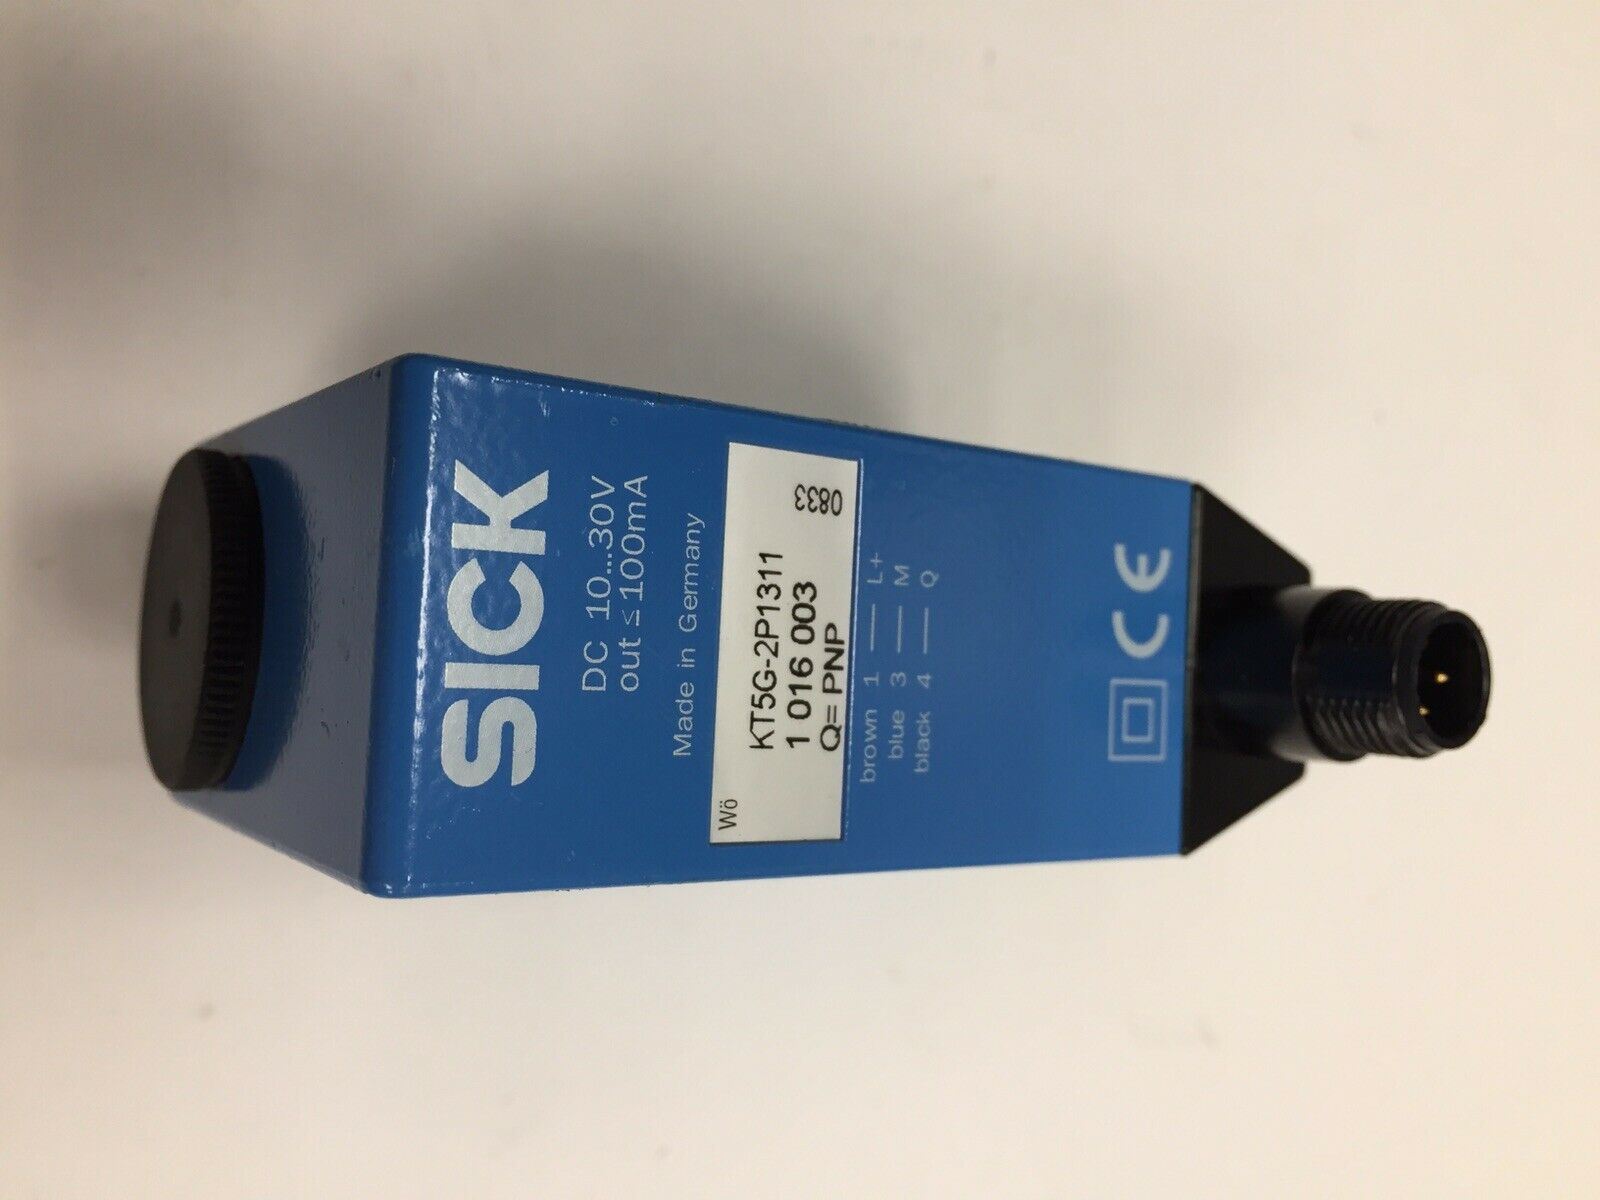 SICK
DC 10...30V
out ≤ 100mA
Made in Germany
Wö
KT5G-2P1311
1 016 003
Q= PNP
0833
brown 1 — L+
blue 3 — M
black 4 — Q
CE